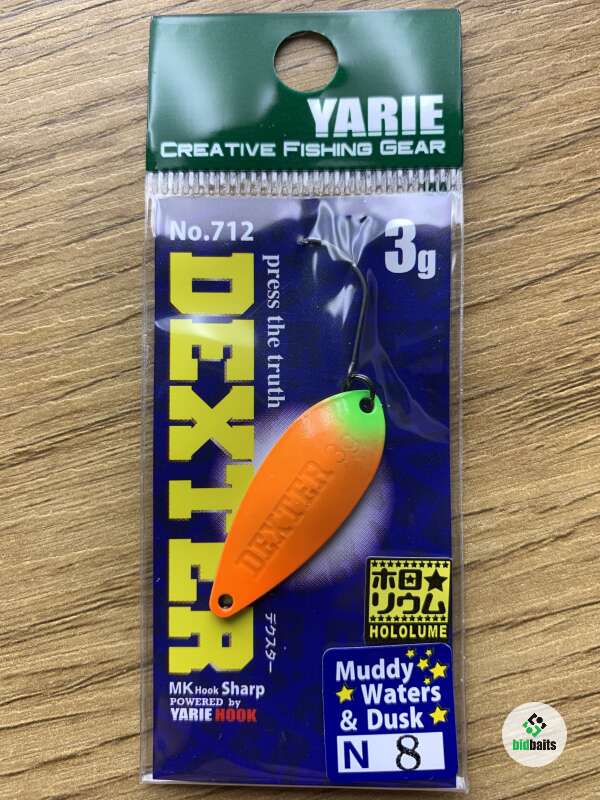 YARIE
CREATIVE FISHING GEAR
No.712
3g
DEXTER
press the truth
DEXTER 3g
デクスター
ホロ★
リウム
HOLOLUME
MK Hook Sharp
POWERED by
YARIE HOOK
Muddy
Waters
& Dusk
N 8
bidbaits